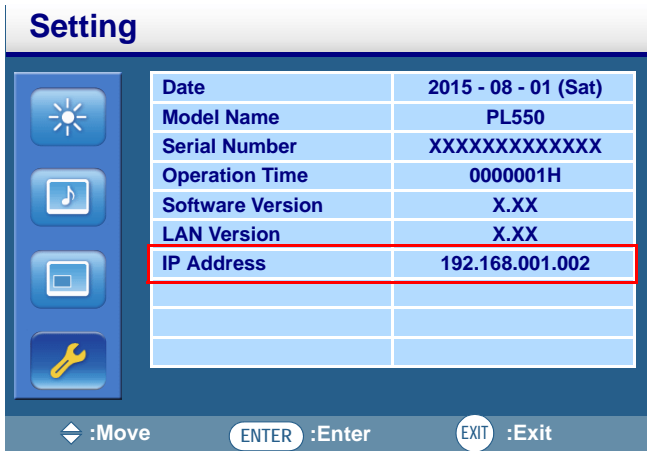 Setting
Date 2015 - 08 - 01 (Sat)
Model Name PL550
Serial Number XXXXXXXXXXXXX
Operation Time 0000001H
Software Version X.XX
LAN Version X.XX
IP Address 192.168.001.002
:Move ENTER :Enter EXIT :Exit